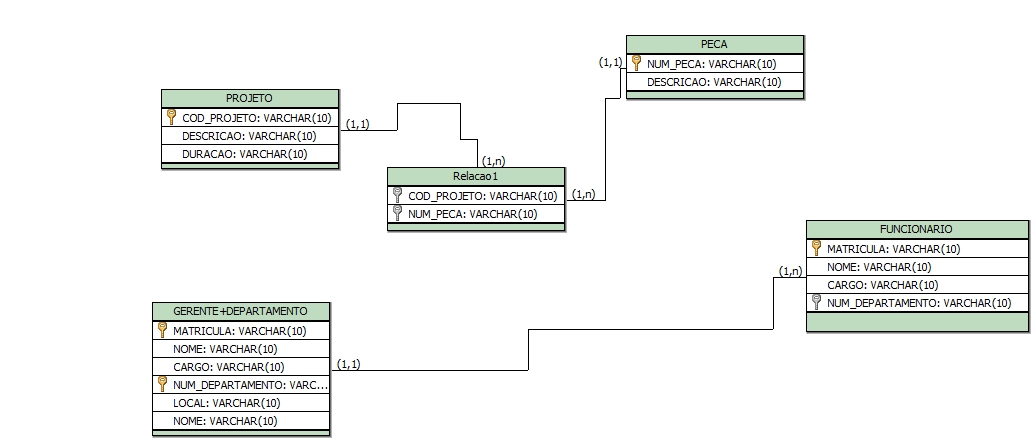 PECA
NUM_PECA: VARCHAR(10)
DESCRICAO: VARCHAR(10)
(1,1)
PROJETO
COD_PROJETO: VARCHAR(10)
DESCRICAO: VARCHAR(10)
DURACAO: VARCHAR(10)
(1,1)
(1,n)
Relacao1
COD_PROJETO: VARCHAR(10)
NUM_PECA: VARCHAR(10)
(1,n)
FUNCIONARIO
MATRICULA: VARCHAR(10)
NOME: VARCHAR(10)
CARGO: VARCHAR(10)
NUM_DEPARTAMENTO: VARCHAR(10)
(1,n)
GERENTE+DEPARTAMENTO
MATRICULA: VARCHAR(10)
NOME: VARCHAR(10)
CARGO: VARCHAR(10)
NUM_DEPARTAMENTO: VARC...
LOCAL: VARCHAR(10)
NOME: VARCHAR(10)
(1,1)